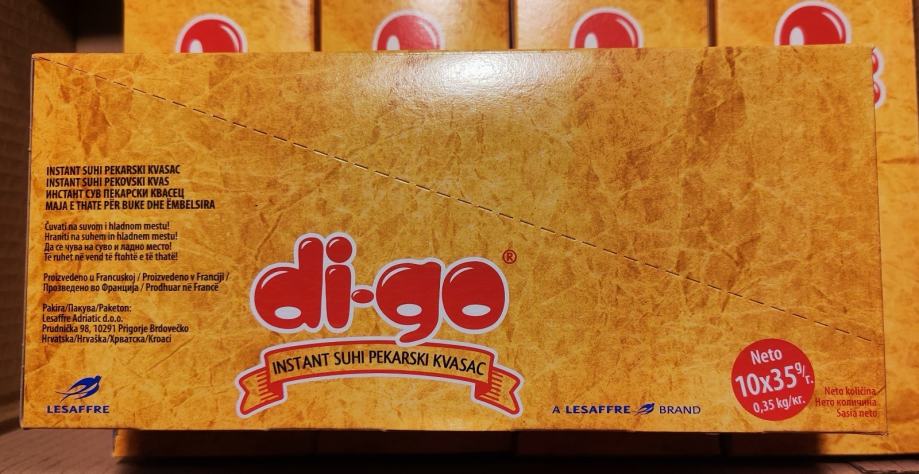 INSTANT SUHI PEKARSKI KVASAC
INSTANT SUHI PEKOVSKI KVAS
ИНСТАНТ СУВ ПЕКАРСКИ КВАСЕЦ
MAJA E THATE PËR BUKE DHE ËMBELSIRA
Čuvati na suvom i hladnom mestu!
Hraniti na suhem in hladnem mestu!
Да се чува на суво и ладно место!
Të ruhet në vend të ftohtë e të thatë!
Proizvedeno u Francuskoj / Proizvedeno v Franciji /
Прозведено во Франција / Prodhuar në Francë
Pakira/Пакува/Paketon:
Lesaffre Adriatic d.o.o.
Prudnička 98, 10291 Prigorje Brdovečko
Hrvatska/Hrvaška/Хрватска/Kroaci
LESAFFRE
di-go®
INSTANT SUHI PEKARSKI KVASAC
A LESAFFRE BRAND
Neto
10x35g/г.
0,35 kg/кг.
Neto količina
Нето количина
Sasia neto